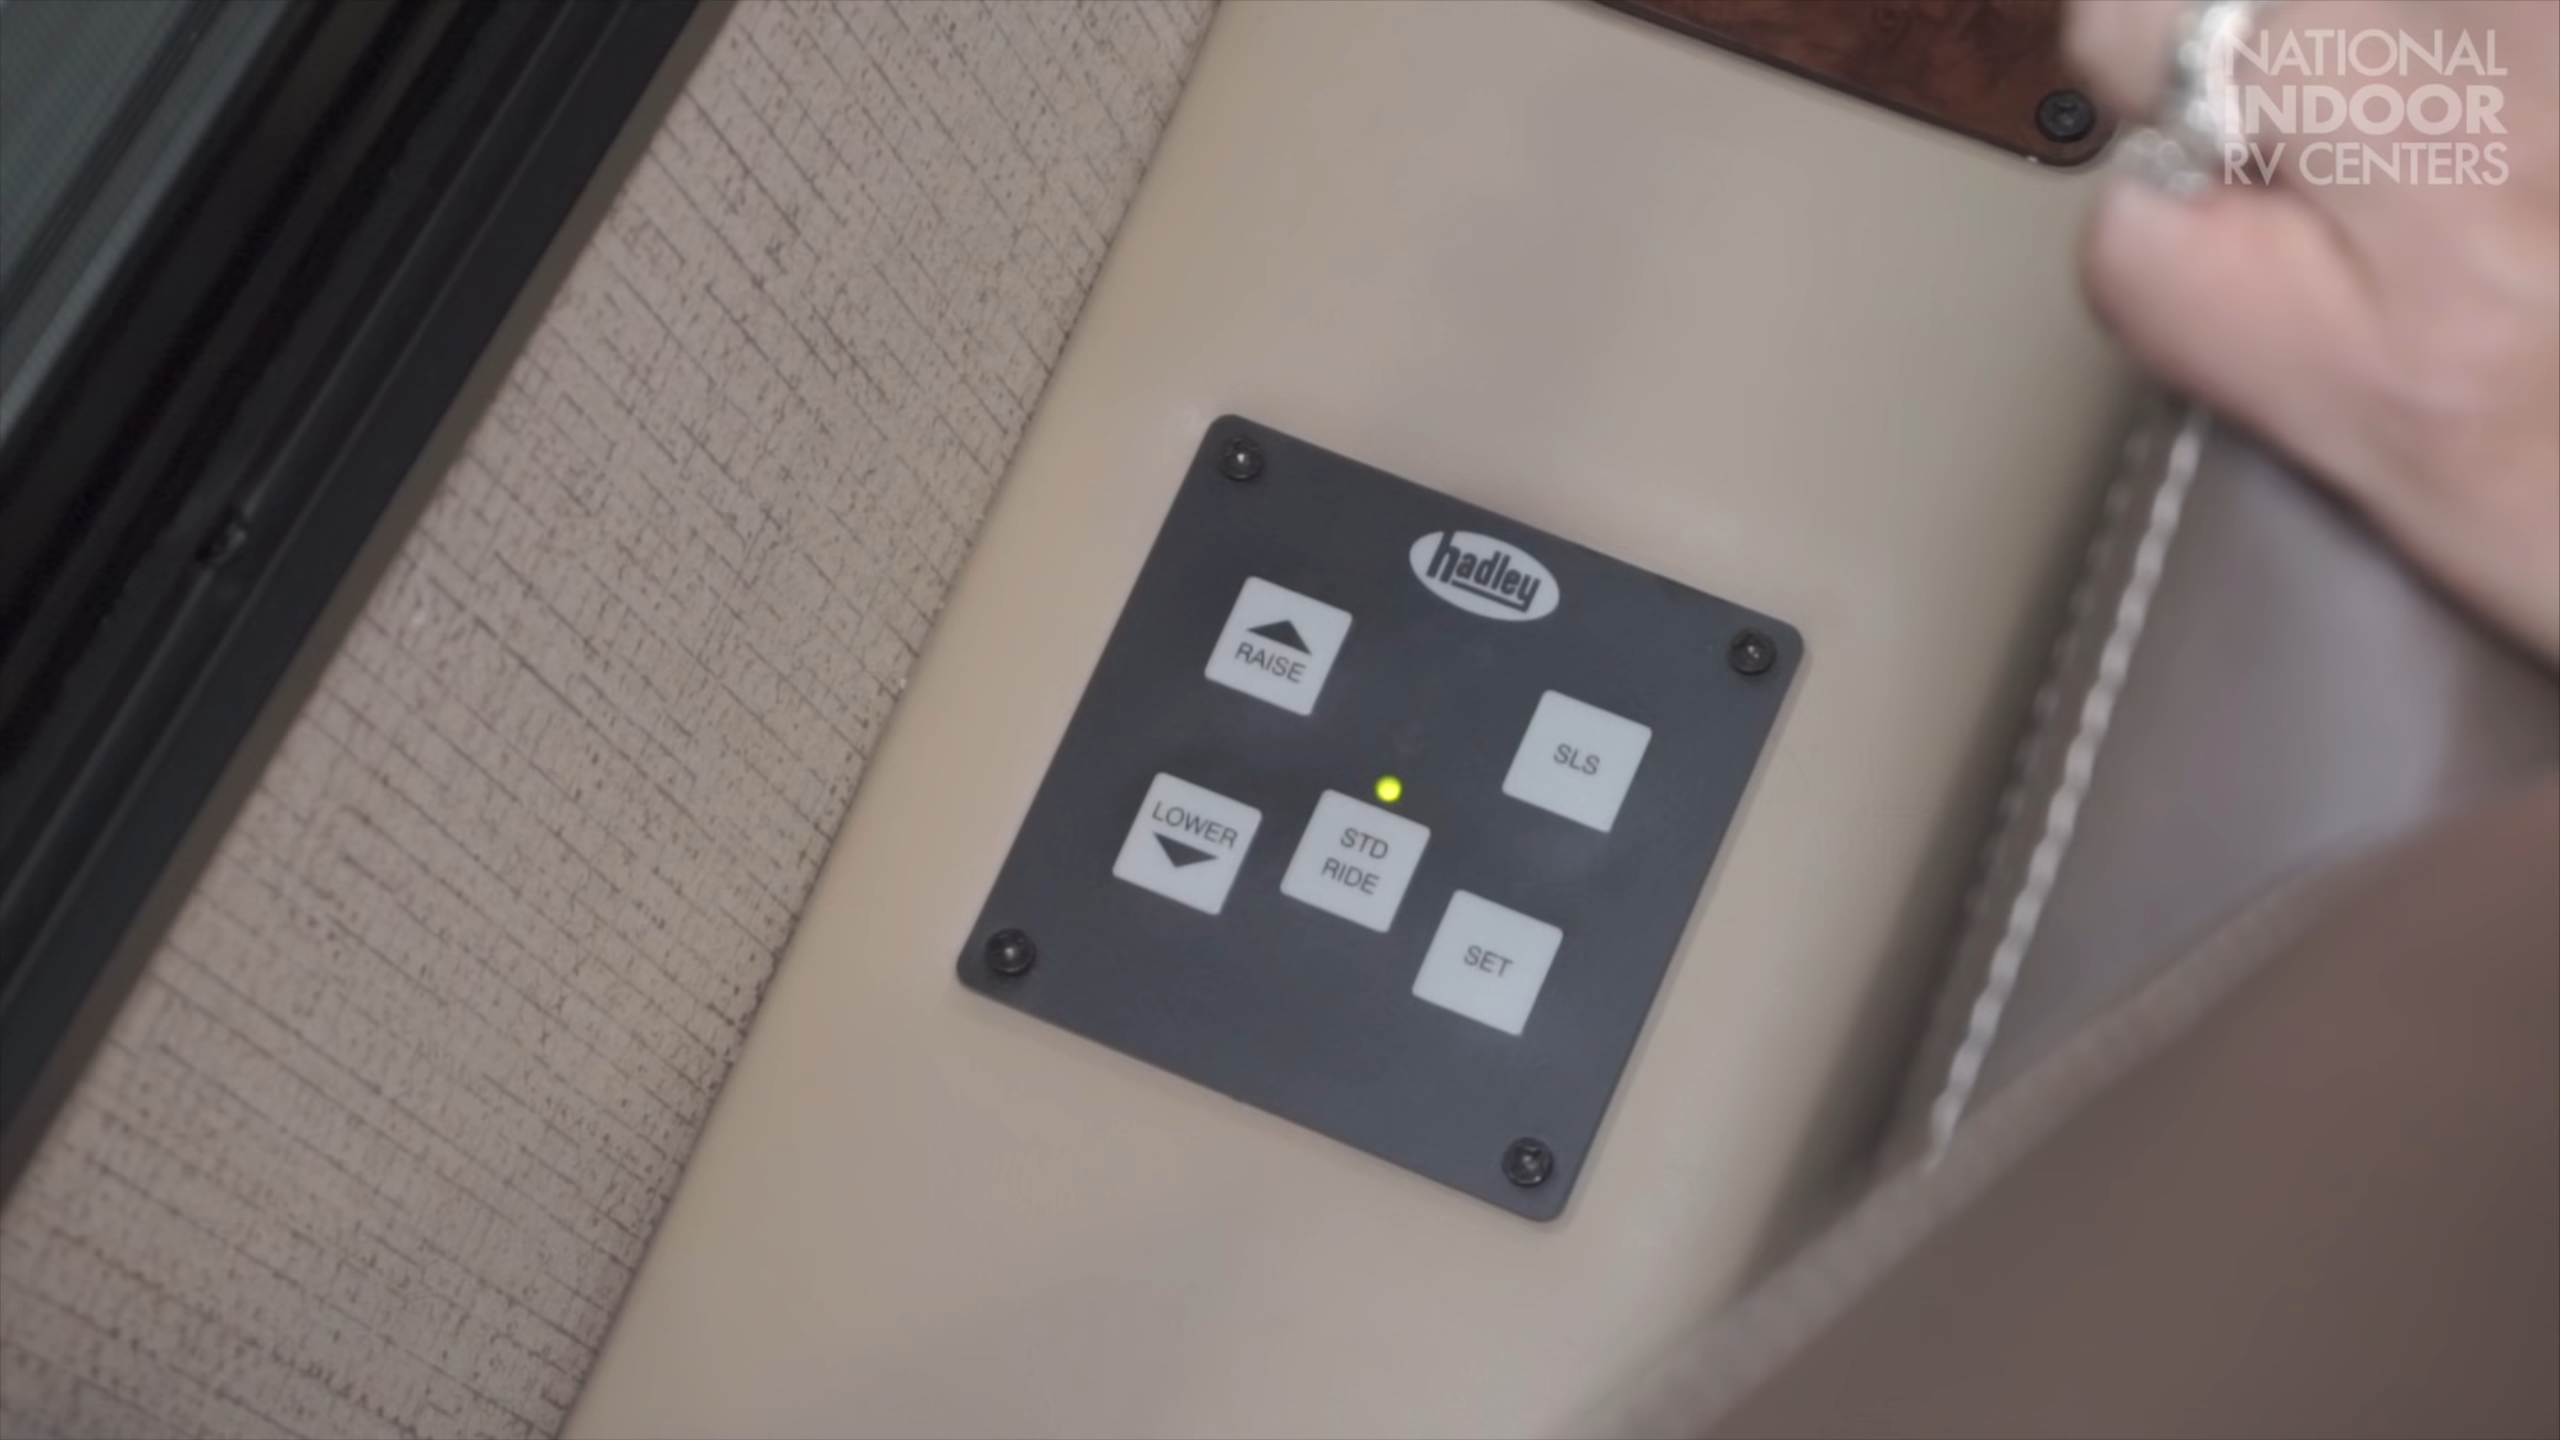 NATIONAL
INDOOR
RV CENTERS
hadley
RAISE
SLS
LOWER
STD
RIDE
SET